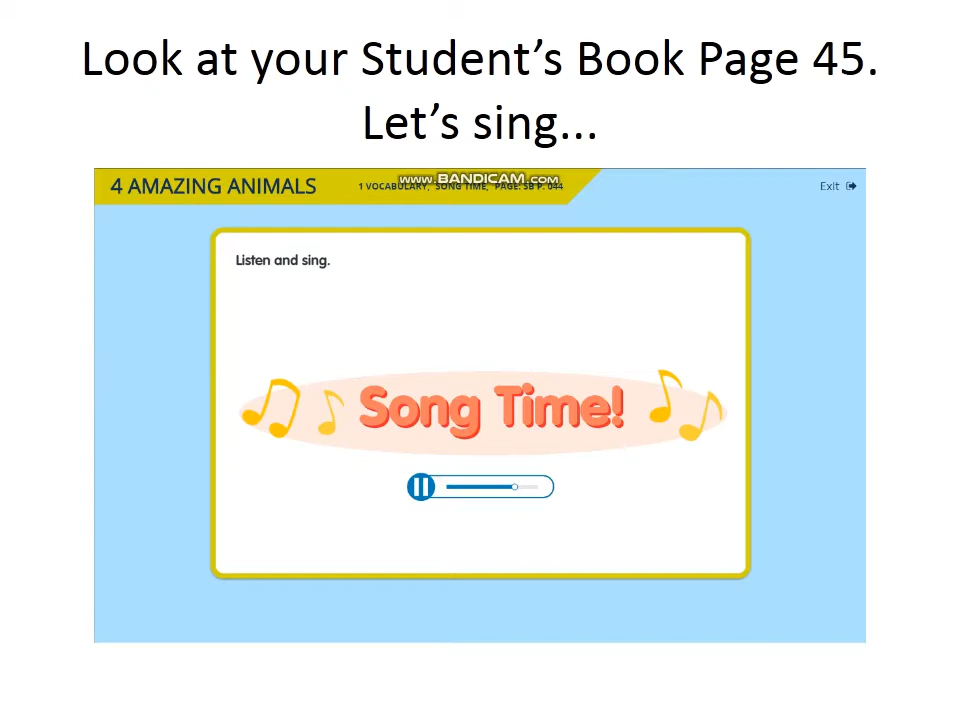 Look at your Student’s Book Page 45.
Let’s sing...
4 AMAZING ANIMALS
1 VOCABULARY, SONG TIME, PAGE: SB P. 044
www.BANDICAM.com
Exit
Listen and sing.
Song Time!